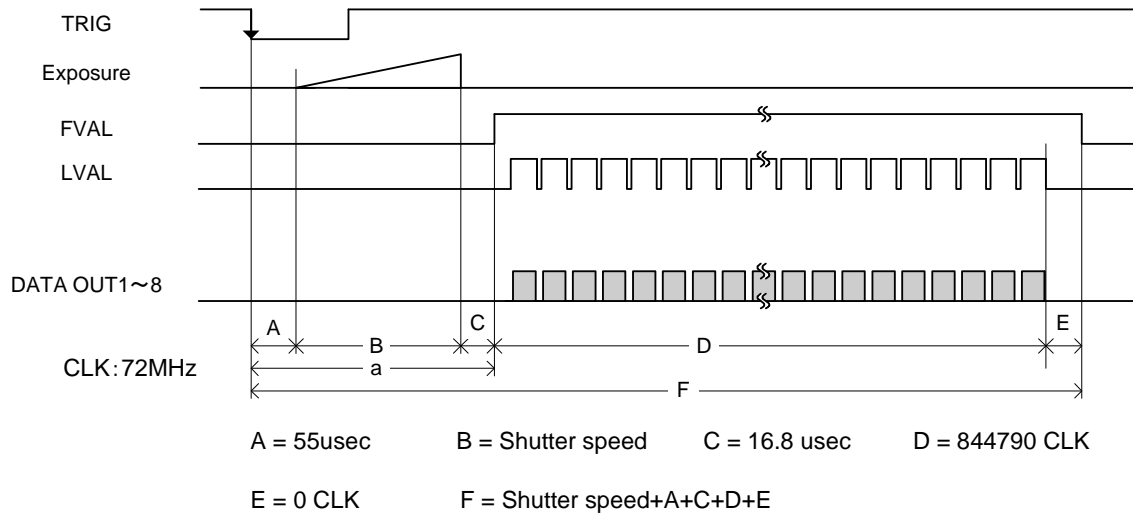 TRIG
Exposure
FVAL
LVAL
DATA OUT1～8
A
B
C
D
E
CLK：72MHz
a
F
A = 55usec B = Shutter speed C = 16.8 usec D = 844790 CLK
E = 0 CLK F = Shutter speed+A+C+D+E